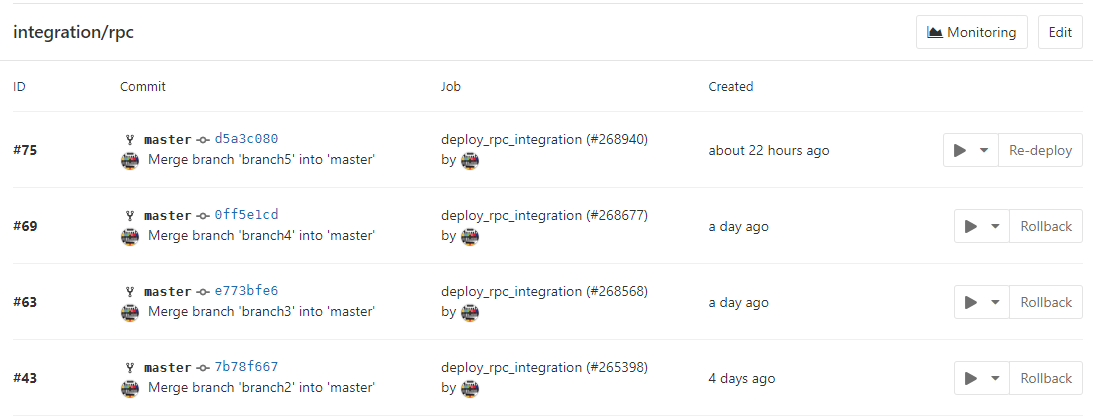 integration/rpc
Monitoring
Edit
ID Commit Job Created
#75
master d5a3c080
Merge branch 'branch5' into 'master'
deploy_rpc_integration (#268940)
by
about 22 hours ago
Re-deploy
#69
master 0ff5e1cd
Merge branch 'branch4' into 'master'
deploy_rpc_integration (#268677)
by
a day ago
Rollback
#63
master e773bfe6
Merge branch 'branch3' into 'master'
deploy_rpc_integration (#268568)
by
a day ago
Rollback
#43
master 7b78f667
Merge branch 'branch2' into 'master'
deploy_rpc_integration (#265398)
by
4 days ago
Rollback